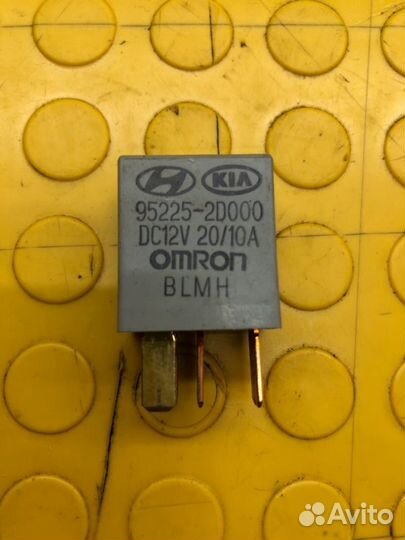 KIA
95225-2D000
DC12V 20/10A
OMRON
BLMH
Avito